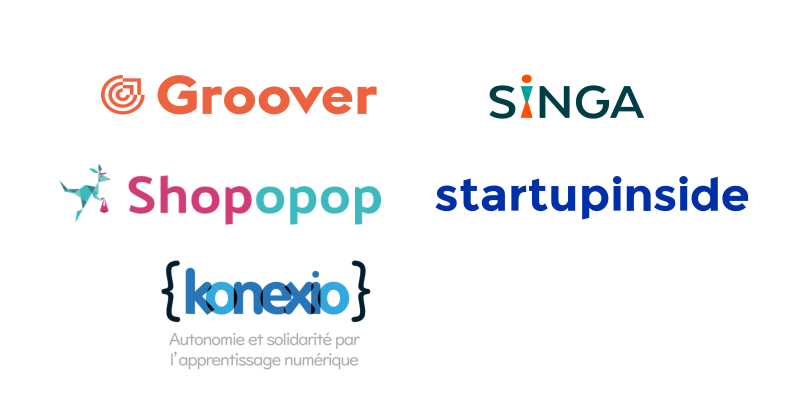 Groover
SiNGA
Shopopop
startupinside
{konexio}
Autonomie et solidarité par
l'apprentissage numérique